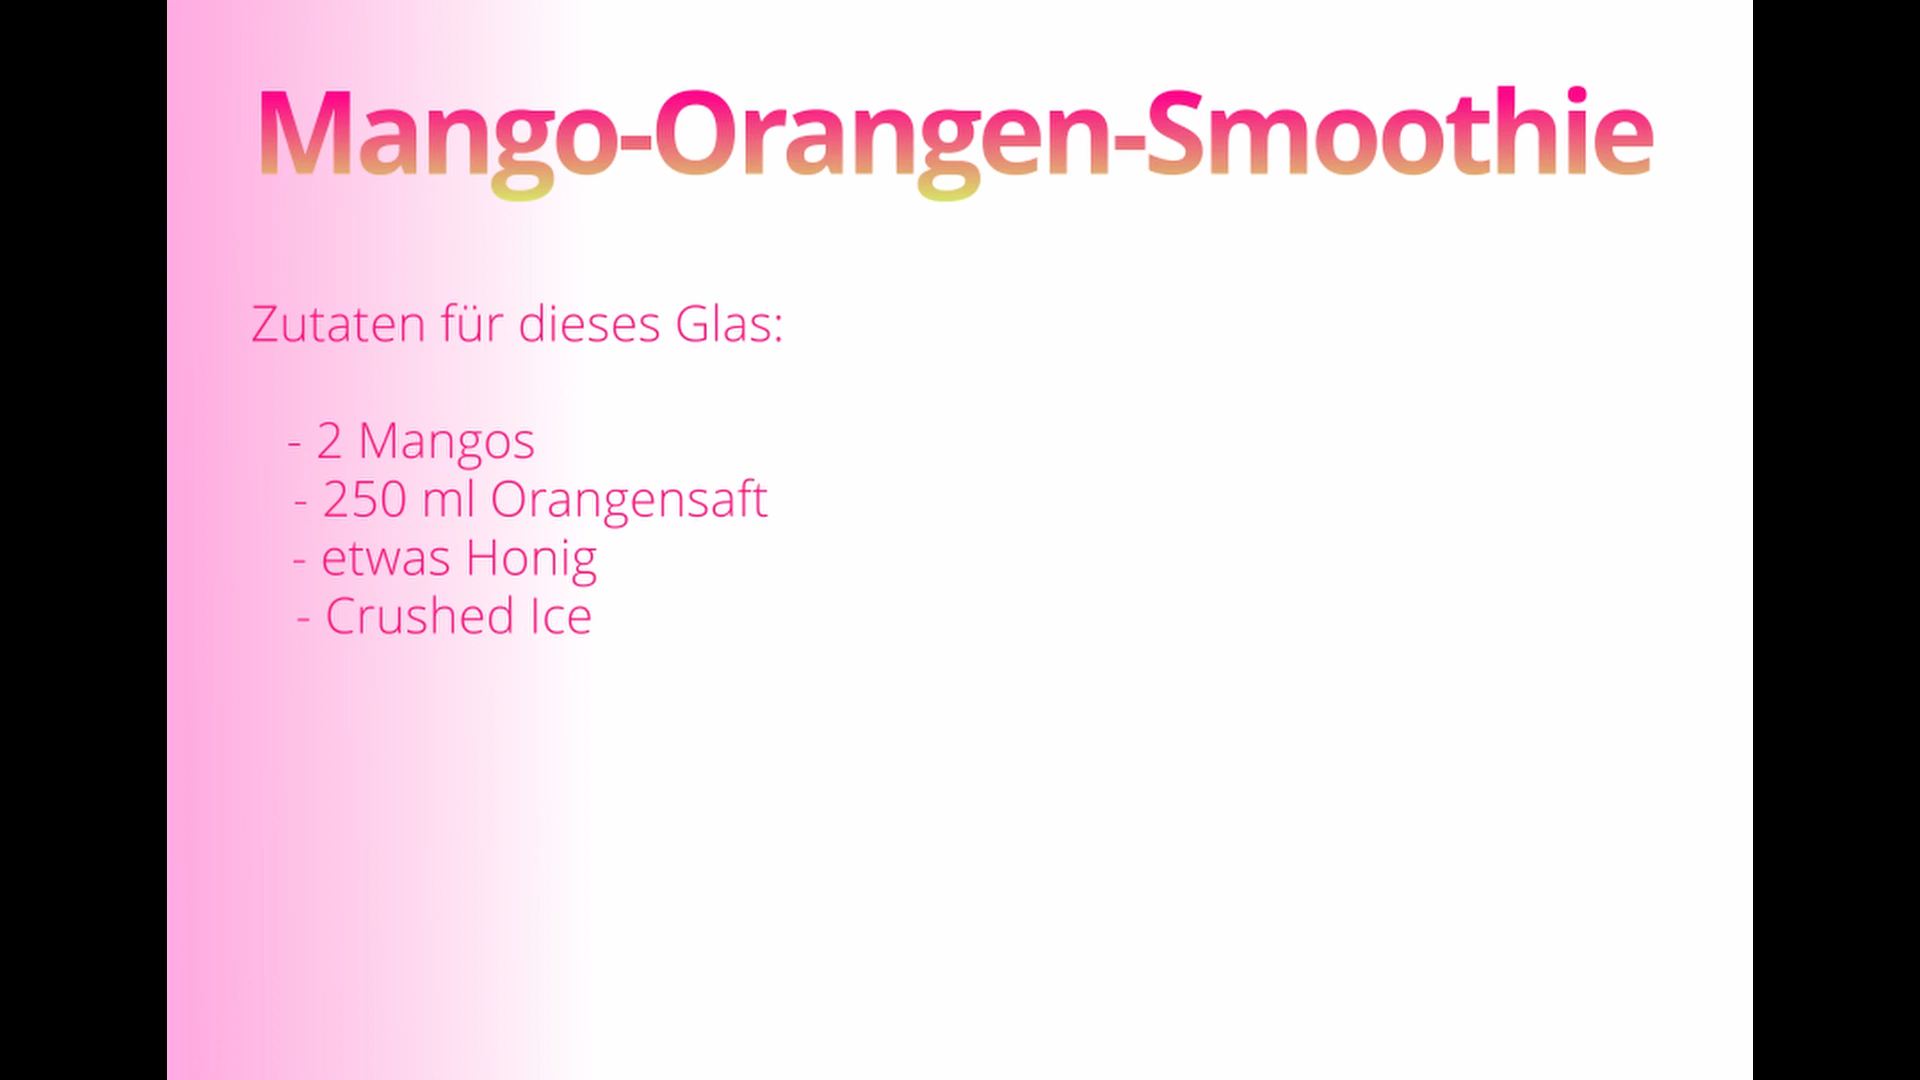 Mango-Orangen-Smoothie
Zutaten für dieses Glas:
- 2 Mangos
- 250 ml Orangensaft
- etwas Honig
- Crushed Ice